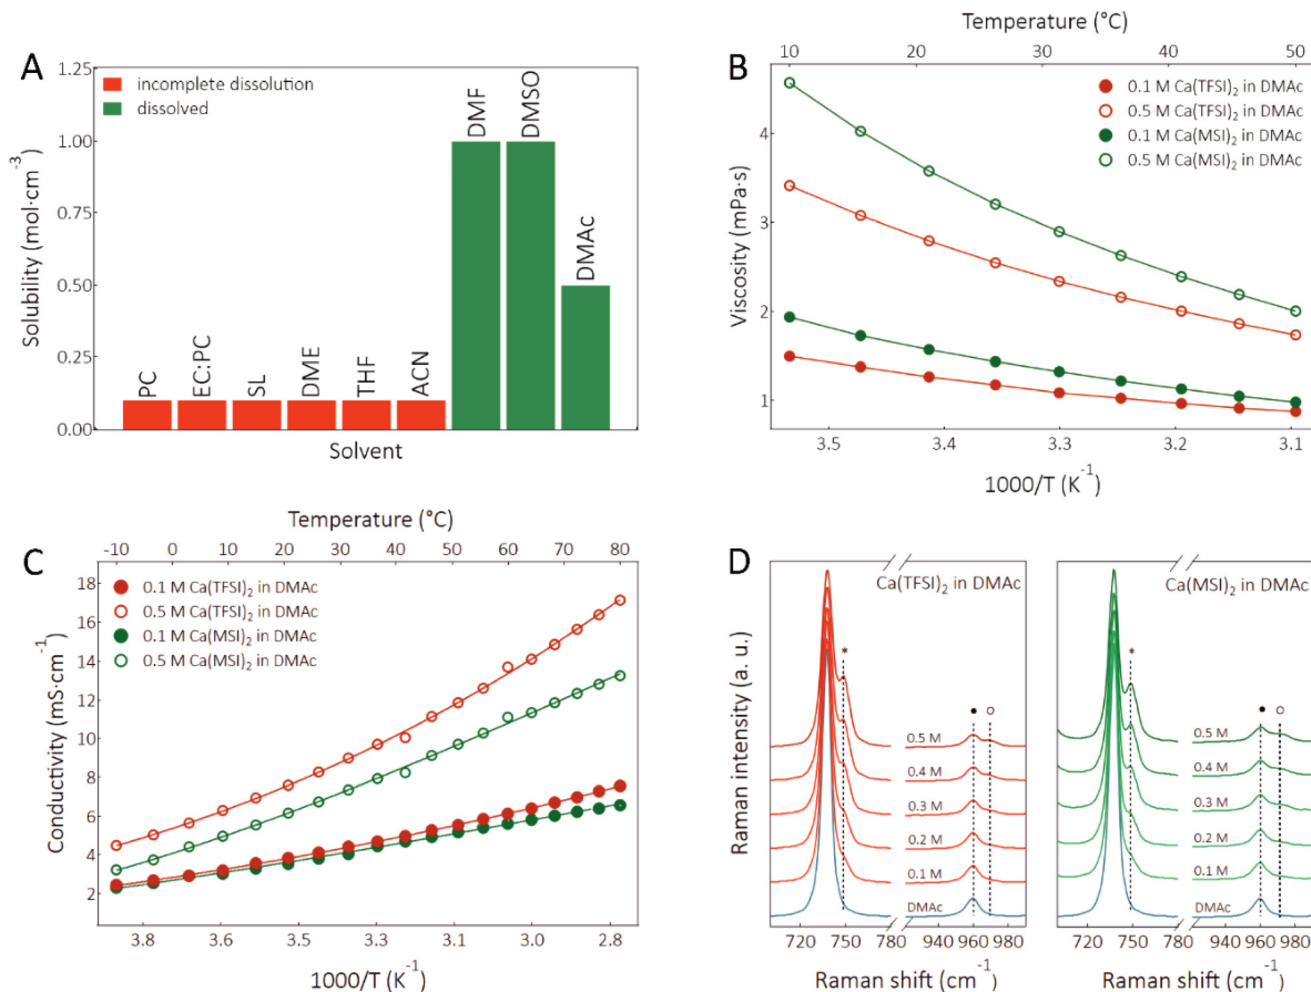 A
incomplete dissolution
dissolved
Solubility (mol·cm⁻³)
1.25
1.00
0.75
0.50
0.25
0.00
PC
EC:PC
SL
DME
THF
ACN
DMF
DMSO
DMAc
Solvent
B
Temperature (°C)
10 21 31 41 50
0.1 M Ca(TFSI)₂ in DMAc
0.5 M Ca(TFSI)₂ in DMAc
0.1 M Ca(MSI)₂ in DMAc
0.5 M Ca(MSI)₂ in DMAc
Viscosity (mPa·s)
4
3
2
1
3.5 3.4 3.3 3.2 3.1
1000/T (K⁻¹)
C
Temperature (°C)
-10 0 10 20 30 40 50 60 70 80
0.1 M Ca(TFSI)₂ in DMAc
0.5 M Ca(TFSI)₂ in DMAc
0.1 M Ca(MSI)₂ in DMAc
0.5 M Ca(MSI)₂ in DMAc
Conductivity (mS·cm⁻¹)
18
16
14
12
10
8
6
4
2
3.8 3.6 3.5 3.3 3.1 3.0 2.8
1000/T (K⁻¹)
D
Ca(TFSI)₂ in DMAc
*
● ○
0.5 M
0.4 M
0.3 M
0.2 M
0.1 M
DMAc
Raman intensity (a. u.)
720 750 780 940 960 980
Raman shift (cm⁻¹)
Ca(MSI)₂ in DMAc
*
● ○
0.5 M
0.4 M
0.3 M
0.2 M
0.1 M
DMAc
720 750 780 940 960 980
Raman shift (cm⁻¹)